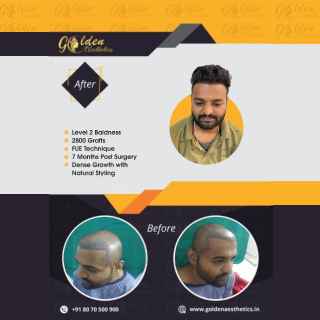 Golden
Aesthetics
After
Level 2 Baldness
2800 Grafts
FUE Technique
7 Months Post Surgery
Dense Growth with
Natural Styling
Before
+91 80 70 500 900
www.goldenaesthetics.in